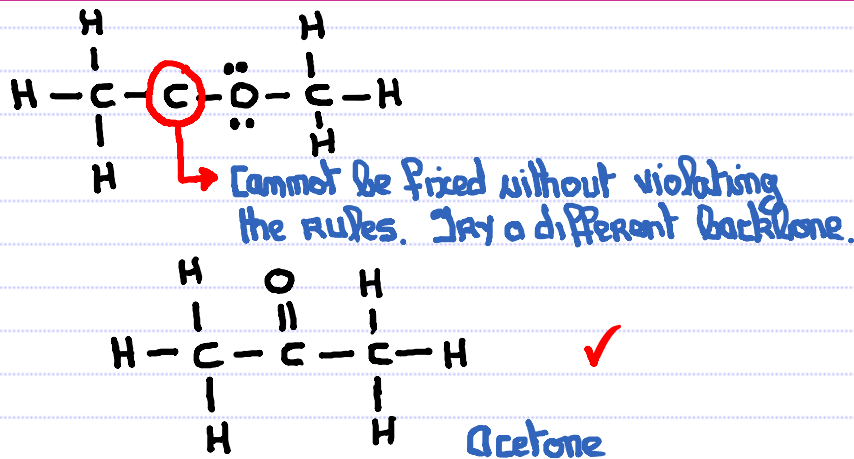 H H
H – C – C – O – C – H
H H
Cannot be fixed without violating
the rules. Try a different backbone.
H O H
H – C – C – C – H
H H
Acetone